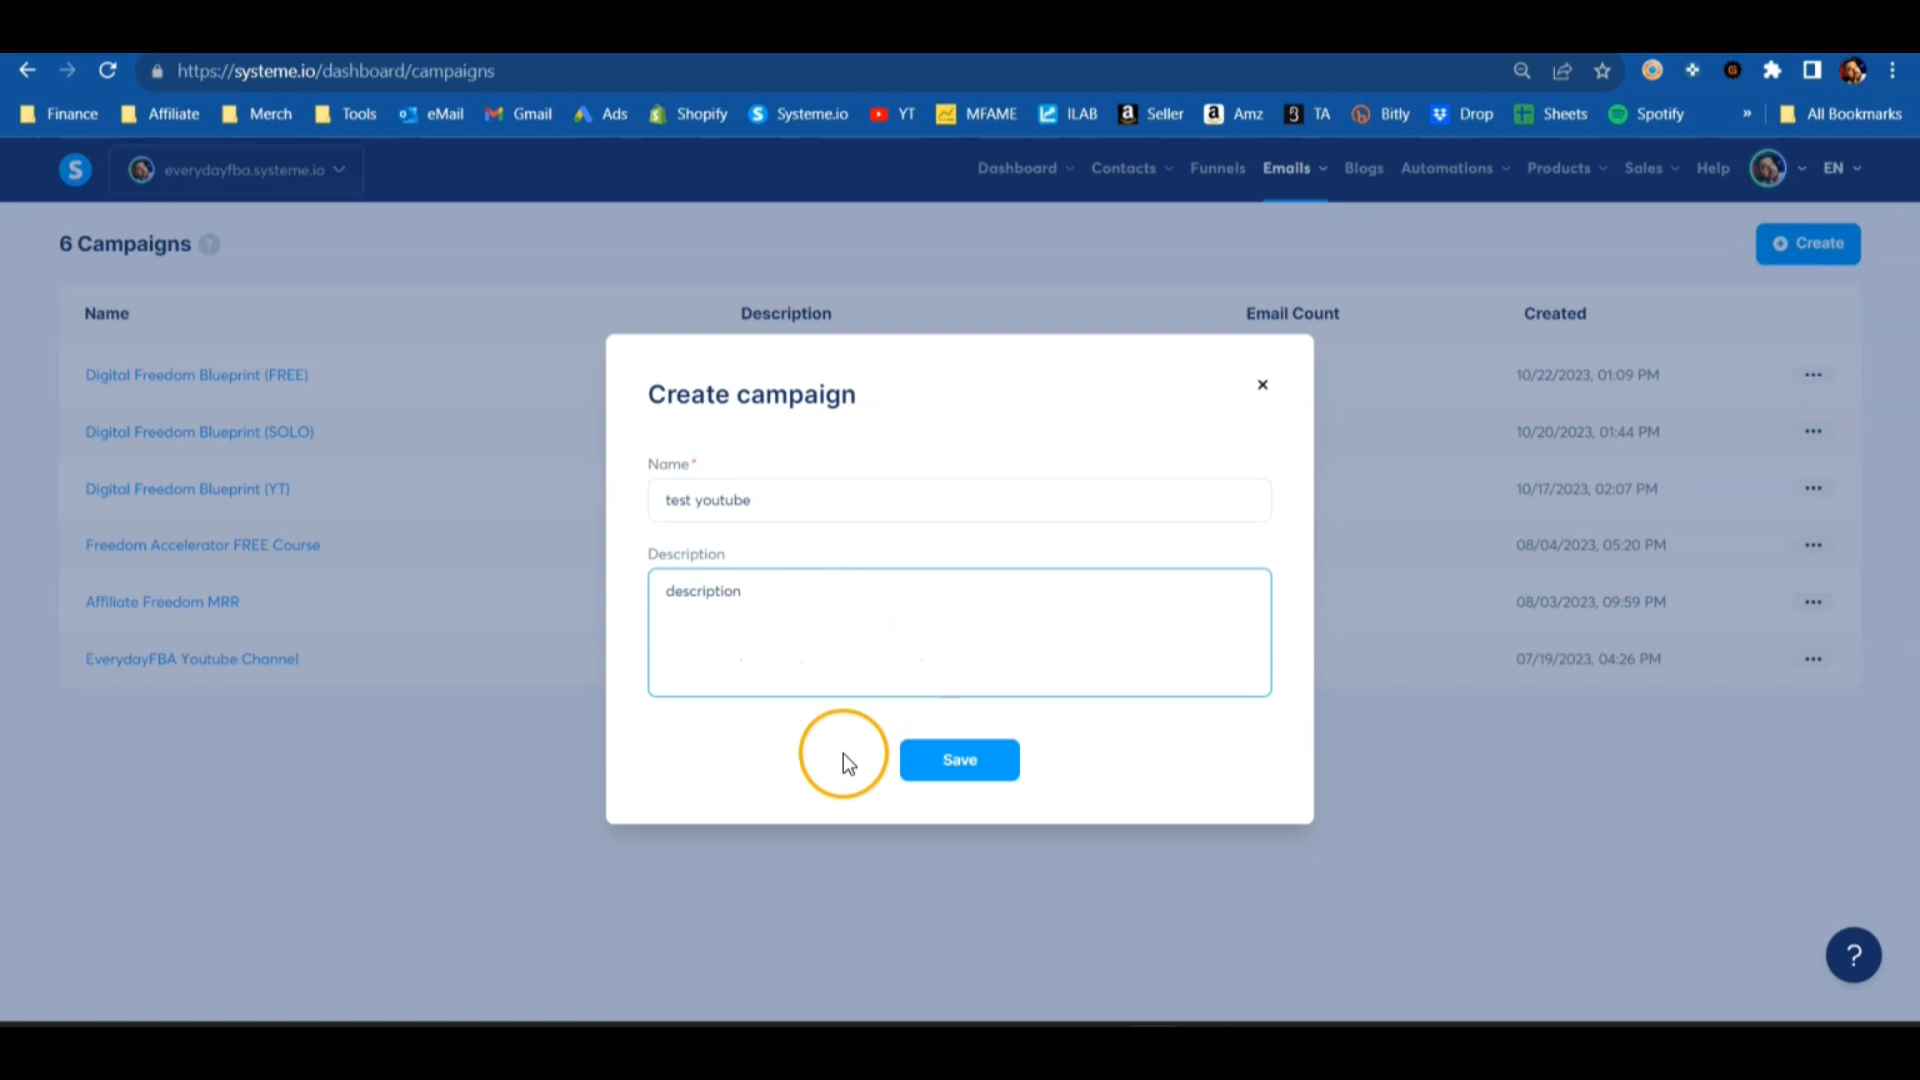 https://systeme.io/dashboard/campaigns
Finance Affiliate Merch Tools eMail Gmail Ads Shopify Systeme.io YT MFAME ILAB Seller Amz TA Bitly Drop Sheets Spotify » All Bookmarks
S everydayfba.systeme.io Dashboard Contacts Funnels Emails Blogs Automations Products Sales Help EN
6 Campaigns ? Create
Name Description Email Count Created
Digital Freedom Blueprint (FREE) 10/22/2023, 01:09 PM
Digital Freedom Blueprint (SOLO) 10/20/2023, 01:44 PM
Digital Freedom Blueprint (YT) 10/17/2023, 02:07 PM
Freedom Accelerator FREE Course 08/04/2023, 05:20 PM
Affiliate Freedom MRR 08/03/2023, 09:59 PM
EverydayFBA Youtube Channel 07/19/2023, 04:26 PM
Create campaign
Name*
test youtube
Description
description
Save
?